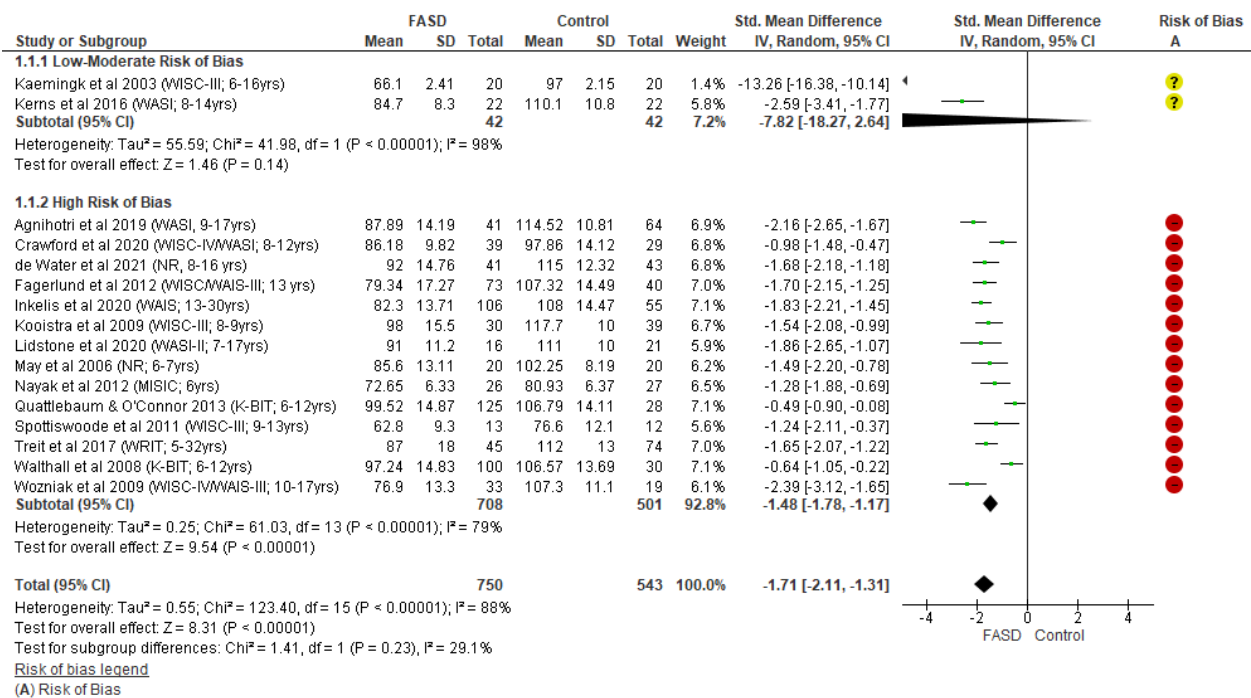 FASD Control Std. Mean Difference Std. Mean Difference Risk of Bias
Study or Subgroup Mean SD Total Mean SD Total Weight IV, Random, 95% CI IV, Random, 95% CI A
1.1.1 Low-Moderate Risk of Bias
Kaemingk et al 2003 (WISC-III; 6-16yrs) 66.1 2.41 20 97 2.15 20 1.4% -13.26 [-16.38, -10.14] ?
Kerns et al 2016 (WASI; 8-14yrs) 84.7 8.3 22 110.1 10.8 22 5.8% -2.59 [-3.41, -1.77] ?
Subtotal (95% CI) 42 42 7.2% -7.82 [-18.27, 2.64]
Heterogeneity: Tau² = 55.59; Chi² = 41.98, df = 1 (P < 0.00001); I² = 98%
Test for overall effect: Z = 1.46 (P = 0.14)
1.1.2 High Risk of Bias
Agnihotri et al 2019 (WASI, 9-17yrs) 87.89 14.19 41 114.52 10.81 64 6.9% -2.16 [-2.65, -1.67]
Crawford et al 2020 (WISC-IV/WASI; 8-12yrs) 86.18 9.82 39 97.86 14.12 29 6.8% -0.98 [-1.48, -0.47]
de Water et al 2021 (NR, 8-16 yrs) 92 14.76 41 115 12.32 43 6.8% -1.68 [-2.18, -1.18]
Fagerlund et al 2012 (WISC/WAIS-III; 13 yrs) 79.34 17.27 73 107.32 14.49 40 7.0% -1.70 [-2.15, -1.25]
Inkelis et al 2020 (WAIS; 13-30yrs) 82.3 13.71 106 108 14.47 55 7.1% -1.83 [-2.21, -1.45]
Kooistra et al 2009 (WISC-III; 8-9yrs) 98 15.5 30 117.7 10 39 6.7% -1.54 [-2.08, -0.99]
Lidstone et al 2020 (WASI-II; 7-17yrs) 91 11.2 16 111 10 21 5.9% -1.86 [-2.65, -1.07]
May et al 2006 (NR; 6-7yrs) 85.6 13.11 20 102.25 8.19 20 6.2% -1.49 [-2.20, -0.78]
Nayak et al 2012 (MISIC; 6yrs) 72.65 6.33 26 80.93 6.37 27 6.5% -1.28 [-1.88, -0.69]
Quattlebaum & O'Connor 2013 (K-BIT; 6-12yrs) 99.52 14.87 125 106.79 14.11 28 7.1% -0.49 [-0.90, -0.08]
Spottiswoode et al 2011 (WISC-III; 9-13yrs) 62.8 9.3 13 76.6 12.1 12 5.7% -1.24 [-2.11, -0.37]
Treit et al 2017 (WRIT; 5-32yrs) 87 18 45 112 13 74 7.0% -1.65 [-2.07, -1.22]
Walthall et al 2008 (K-BIT; 6-12yrs) 97.24 14.83 100 106.57 13.69 30 7.1% -0.64 [-1.05, -0.22]
Wozniak et al 2009 (WISC-IV/WAIS-III; 10-17yrs) 76.9 13.3 33 107.3 11.1 19 6.1% -2.39 [-3.12, -1.65]
Subtotal (95% CI) 708 501 92.8% -1.48 [-1.78, -1.17]
Heterogeneity: Tau² = 0.25; Chi² = 61.03, df = 13 (P < 0.00001); I² = 79%
Test for overall effect: Z = 9.54 (P < 0.00001)
Total (95% CI) 750 543 100.0% -1.71 [-2.11, -1.31]
Heterogeneity: Tau² = 0.55; Chi² = 123.40, df = 15 (P < 0.00001); I² = 88%
Test for overall effect: Z = 8.31 (P < 0.00001)
Test for subgroup differences: Chi² = 1.41, df = 1 (P = 0.23), I² = 29.1%
-4 -2 0 2 4
FASD Control
Risk of bias legend
(A) Risk of Bias